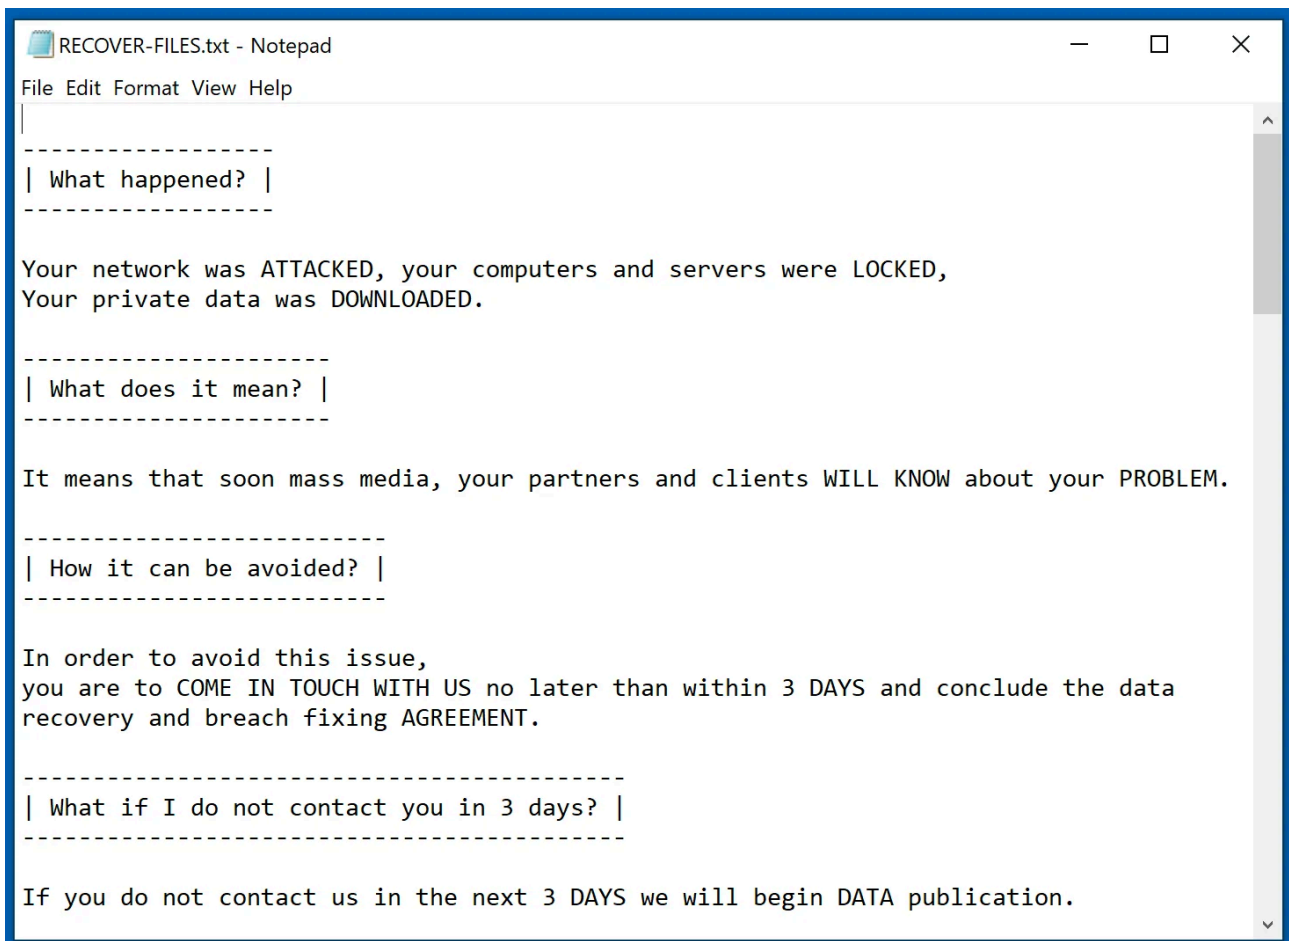 RECOVER-FILES.txt - Notepad
File Edit Format View Help
------------------
| What happened? |
------------------
Your network was ATTACKED, your computers and servers were LOCKED,
Your private data was DOWNLOADED.
----------------------
| What does it mean? |
----------------------
It means that soon mass media, your partners and clients WILL KNOW about your PROBLEM.
--------------------------
| How it can be avoided? |
--------------------------
In order to avoid this issue,
you are to COME IN TOUCH WITH US no later than within 3 DAYS and conclude the data
recovery and breach fixing AGREEMENT.
-------------------------------------------
| What if I do not contact you in 3 days? |
-------------------------------------------
If you do not contact us in the next 3 DAYS we will begin DATA publication.